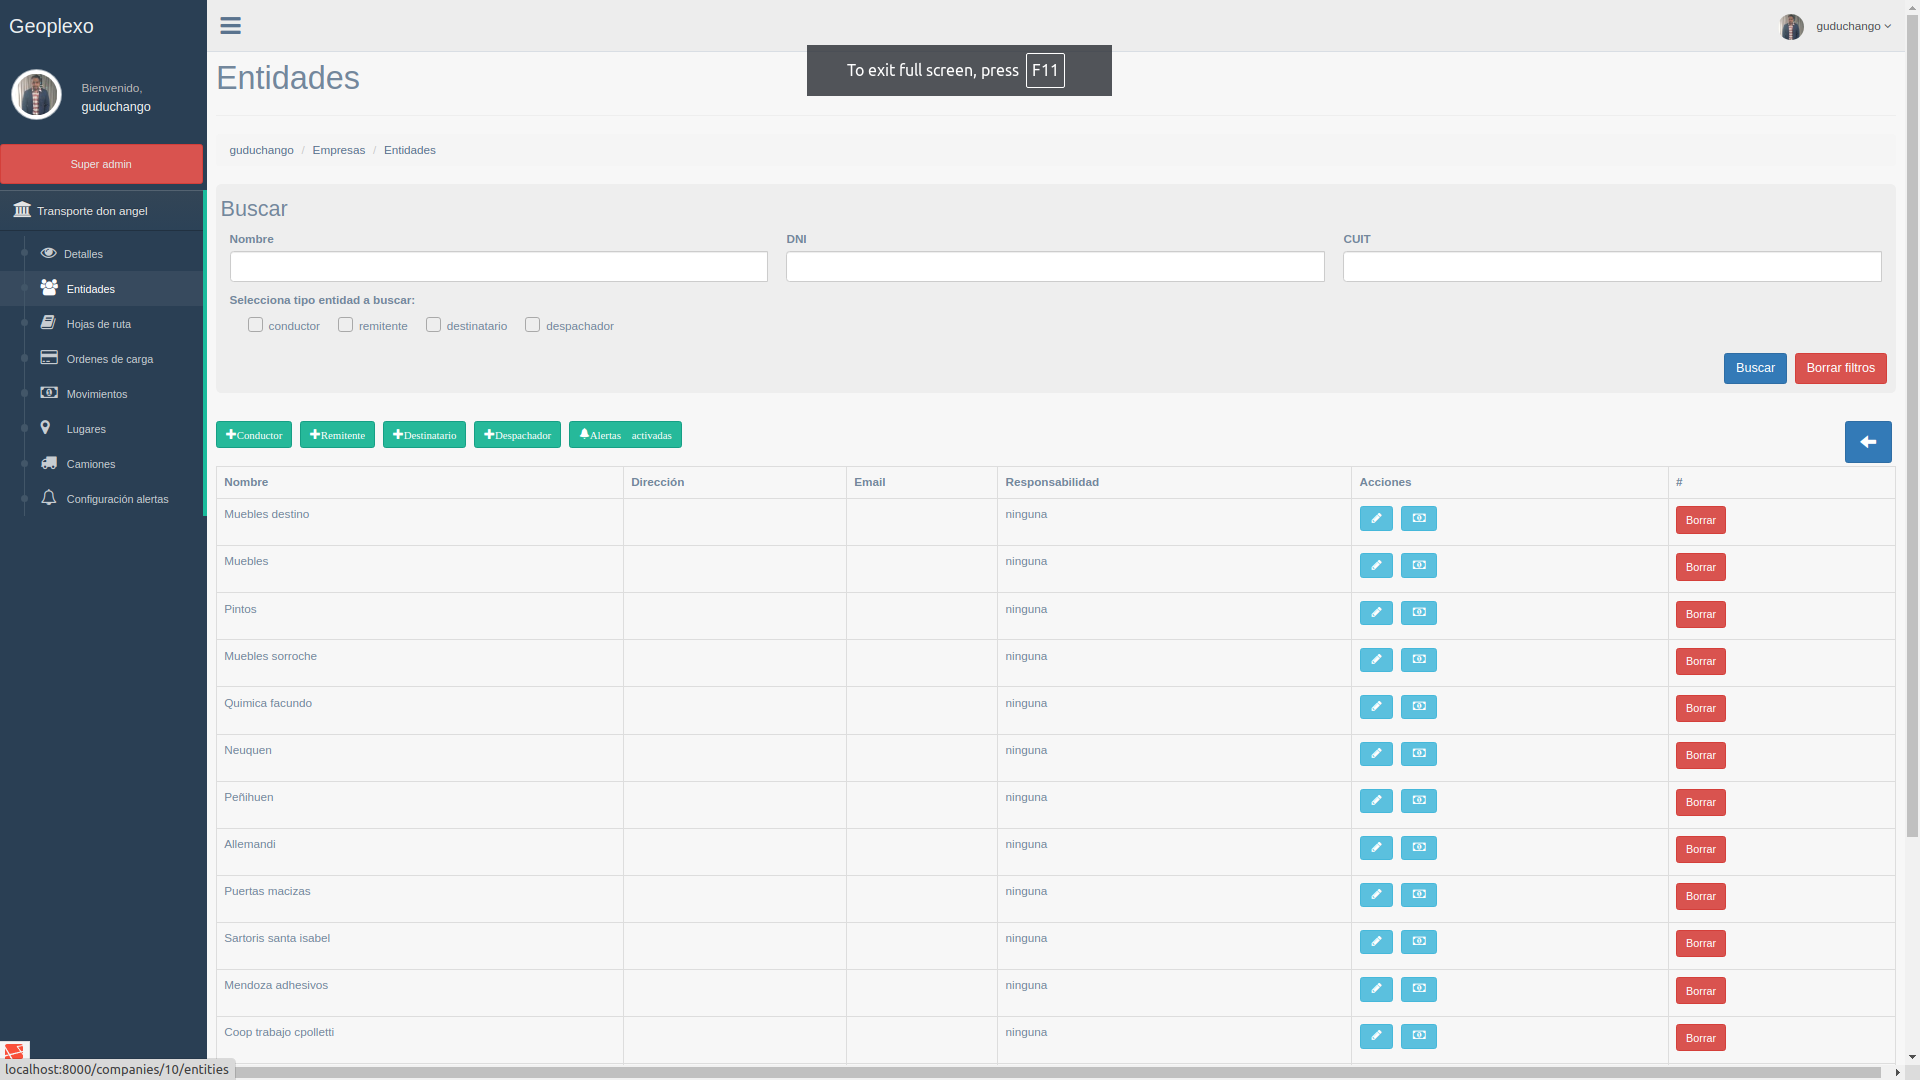 Geoplexo
guduchango
To exit full screen, press F11
Entidades
Bienvenido,
guduchango
Super admin
Transporte don angel
Detalles
Entidades
Hojas de ruta
Ordenes de carga
Movimientos
Lugares
Camiones
Configuración alertas
guduchango / Empresas / Entidades
Buscar
Nombre DNI CUIT
Selecciona tipo entidad a buscar:
conductor remitente destinatario despachador
Buscar Borrar filtros
Conductor Remitente Destinatario Despachador Alertas activadas
Nombre Dirección Email Responsabilidad Acciones #
Muebles destino ninguna Borrar
Muebles ninguna Borrar
Pintos ninguna Borrar
Muebles sorroche ninguna Borrar
Quimica facundo ninguna Borrar
Neuquen ninguna Borrar
Peñihuen ninguna Borrar
Allemandi ninguna Borrar
Puertas macizas ninguna Borrar
Sartoris santa isabel ninguna Borrar
Mendoza adhesivos ninguna Borrar
Coop trabajo cpolletti ninguna Borrar
localhost:8000/companies/10/entities